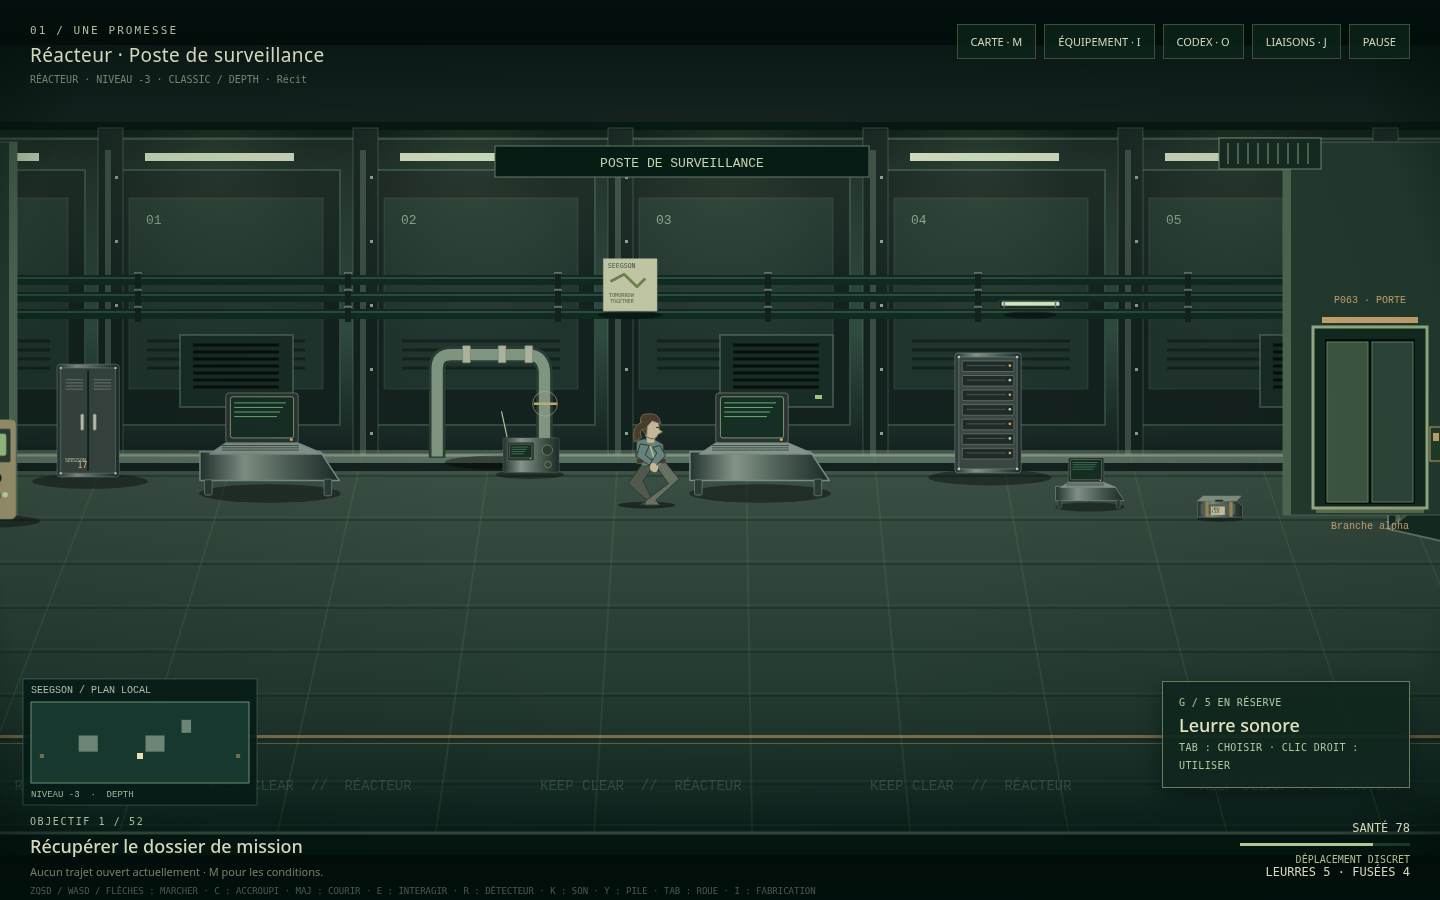 01 / UNE PROMESSE
Réacteur · Poste de surveillance
RÉACTEUR · NIVEAU -3 · CLASSIC / DEPTH · Récit
CARTE · M
ÉQUIPEMENT · I
CODEX · O
LIAISONS · J
PAUSE
POSTE DE SURVEILLANCE
01
02
03
04
05
SEEGSON
TOMORROW
TOGETHER
P063 · PORTE
SEEGSON
17
Branche alpha
SEEGSON / PLAN LOCAL
NIVEAU -3 · DEPTH
G / 5 EN RÉSERVE
Leurre sonore
TAB : CHOISIR · CLIC DROIT :
UTILISER
CLEAR // RÉACTEUR
KEEP CLEAR // RÉACTEUR
KEEP CLEAR // RÉACTEUR
OBJECTIF 1 / 52
Récupérer le dossier de mission
Aucun trajet ouvert actuellement · M pour les conditions.
ZQSD / WASD / FLÈCHES : MARCHER · C : ACCROUPI · MAJ : COURIR · E : INTERAGIR · R : DÉTECTEUR · K : SON · Y : PILE · TAB : ROUE · I : FABRICATION
SANTÉ 78
DÉPLACEMENT DISCRET
LEURRES 5 · FUSÉES 4